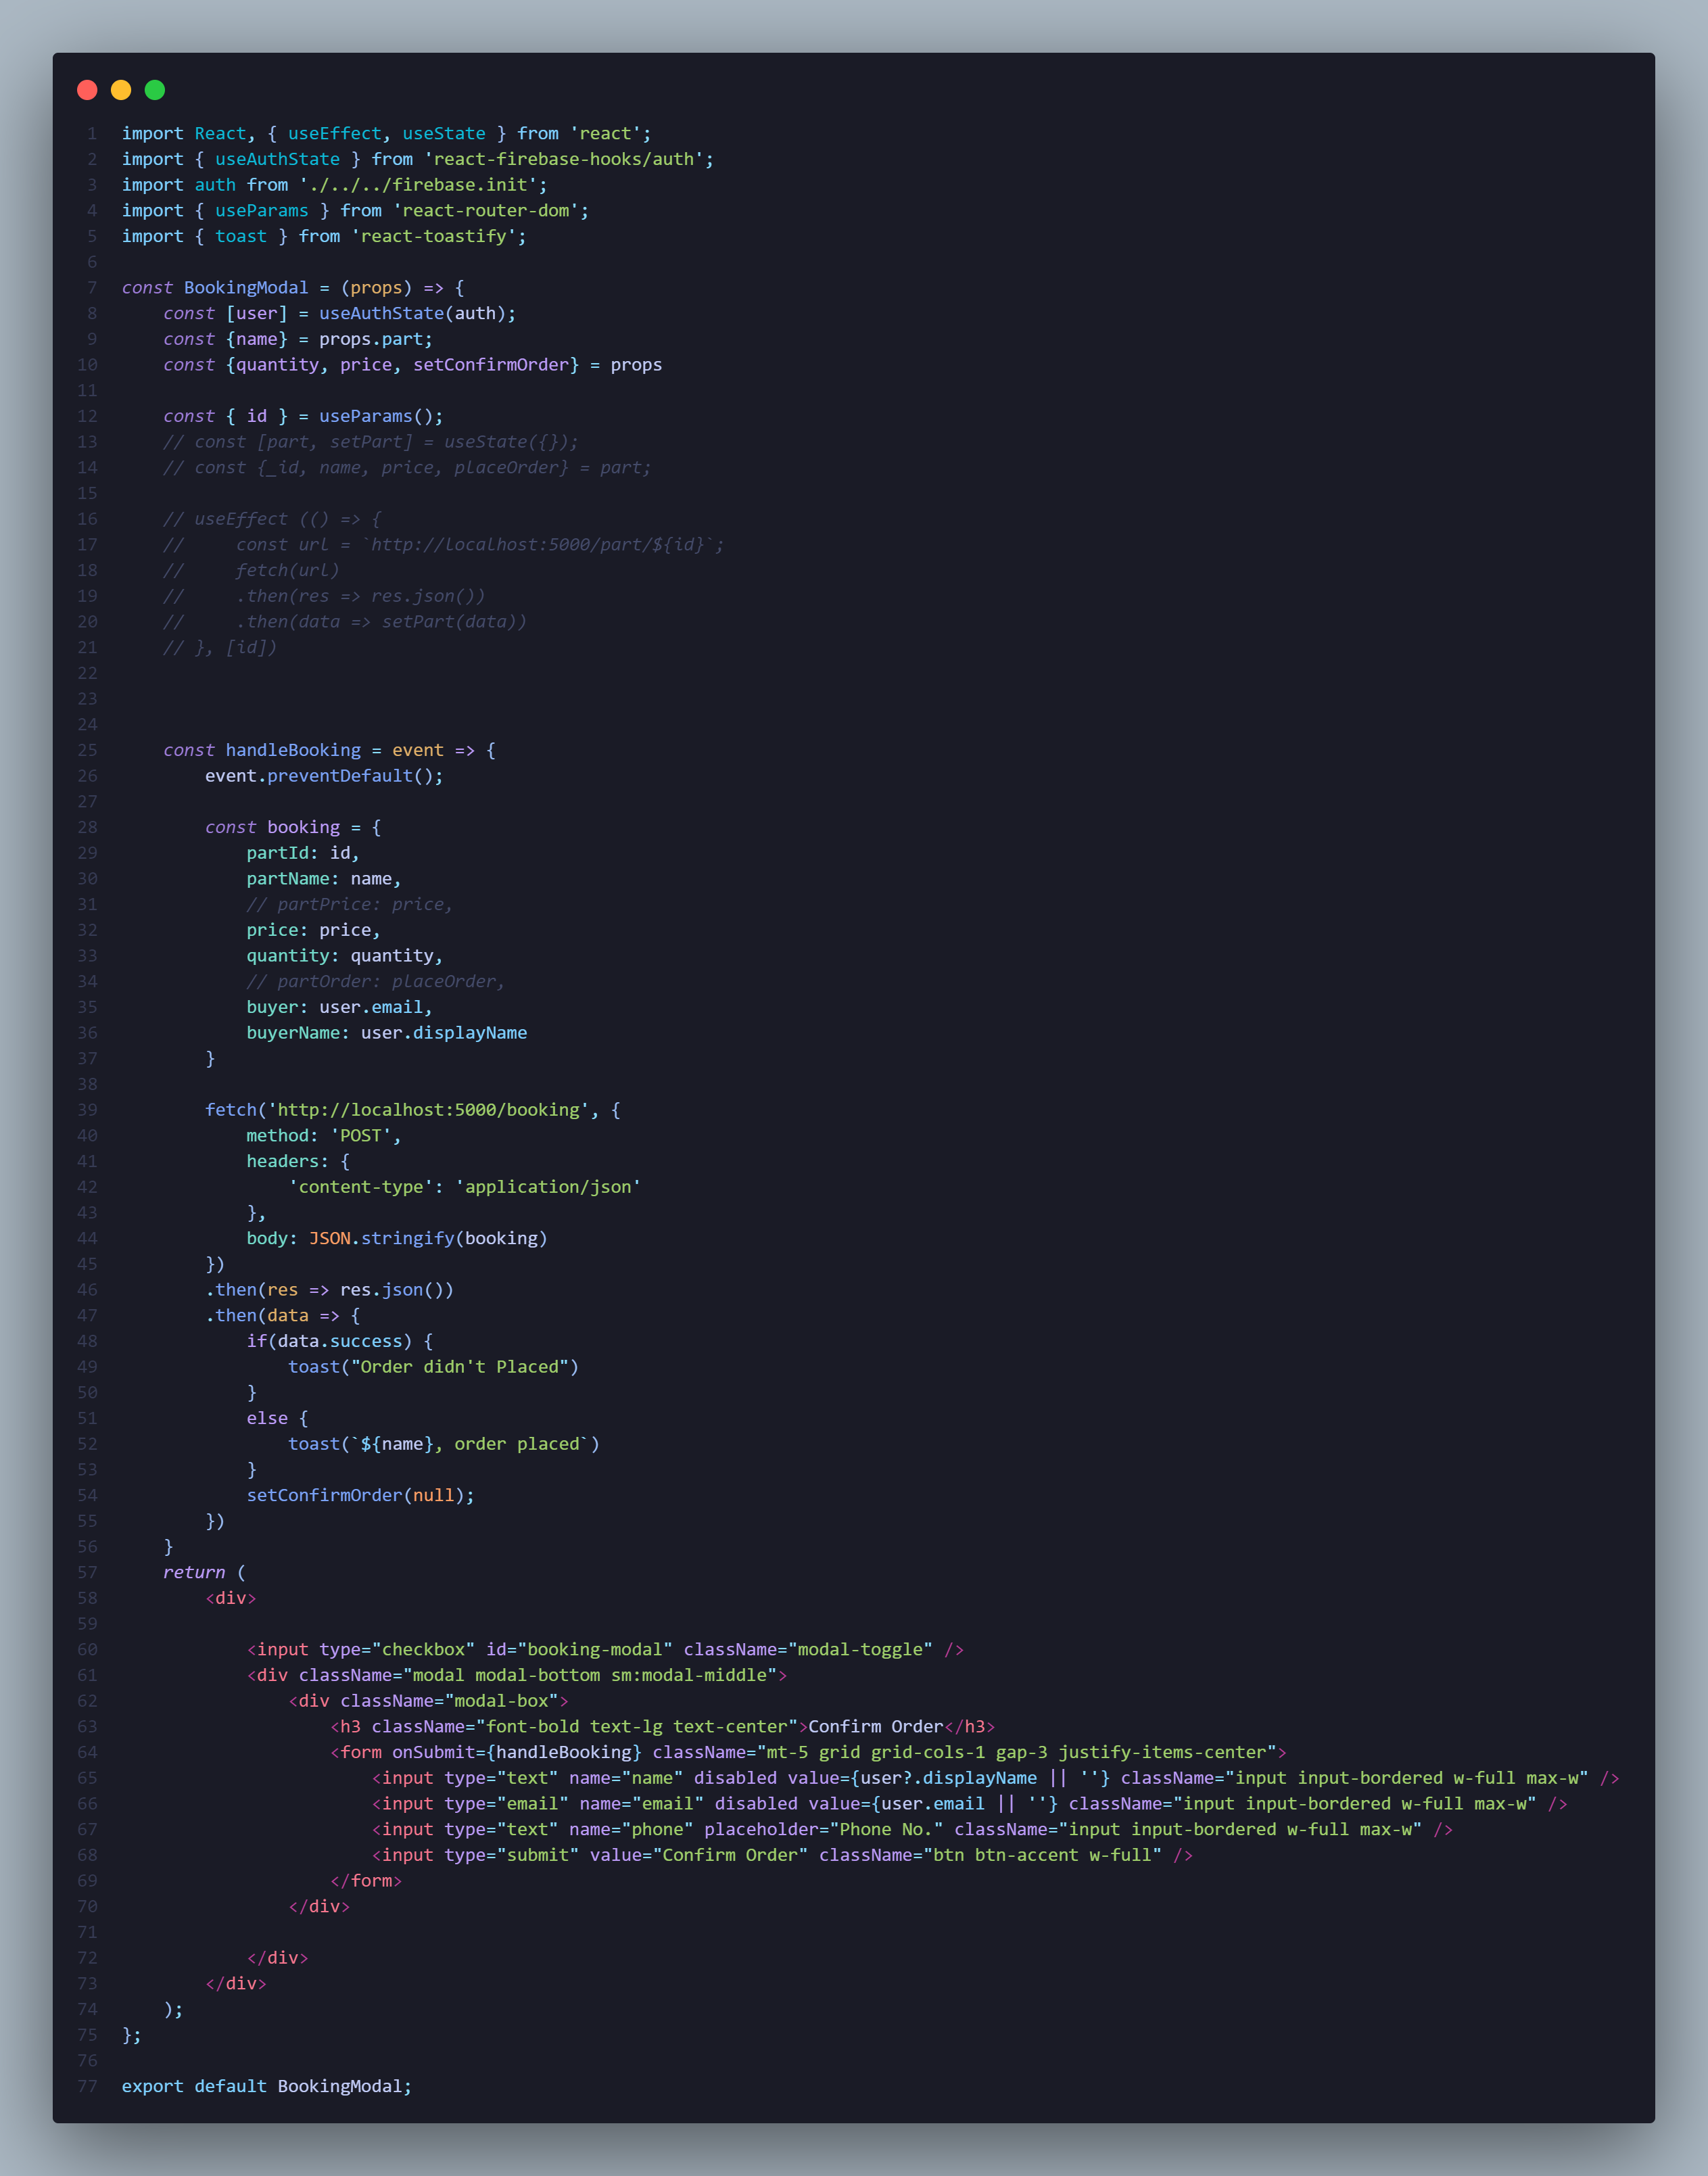 1 import React, { useEffect, useState } from 'react';
2 import { useAuthState } from 'react-firebase-hooks/auth';
3 import auth from './../../firebase.init';
4 import { useParams } from 'react-router-dom';
5 import { toast } from 'react-toastify';
6
7 const BookingModal = (props) => {
8     const [user] = useAuthState(auth);
9     const {name} = props.part;
10     const {quantity, price, setConfirmOrder} = props
11
12     const { id } = useParams();
13     // const [part, setPart] = useState({});
14     // const {_id, name, price, placeOrder} = part;
15
16     // useEffect (() => {
17     //     const url = `http://localhost:5000/part/${id}`;
18     //     fetch(url)
19     //     .then(res => res.json())
20     //     .then(data => setPart(data))
21     // }, [id])
22
23
24
25     const handleBooking = event => {
26         event.preventDefault();
27
28         const booking = {
29             partId: id,
30             partName: name,
31             // partPrice: price,
32             price: price,
33             quantity: quantity,
34             // partOrder: placeOrder,
35             buyer: user.email,
36             buyerName: user.displayName
37         }
38
39         fetch('http://localhost:5000/booking', {
40             method: 'POST',
41             headers: {
42                 'content-type': 'application/json'
43             },
44             body: JSON.stringify(booking)
45         })
46         .then(res => res.json())
47         .then(data => {
48             if(data.success) {
49                 toast("Order didn't Placed")
50             }
51             else {
52                 toast(`${name}, order placed`)
53             }
54             setConfirmOrder(null);
55         })
56     }
57     return (
58         <div>
59
60             <input type="checkbox" id="booking-modal" className="modal-toggle" />
61             <div className="modal modal-bottom sm:modal-middle">
62                 <div className="modal-box">
63                     <h3 className="font-bold text-lg text-center">Confirm Order</h3>
64                     <form onSubmit={handleBooking} className="mt-5 grid grid-cols-1 gap-3 justify-items-center">
65                         <input type="text" name="name" disabled value={user?.displayName || ''} className="input input-bordered w-full max-w" />
66                         <input type="email" name="email" disabled value={user.email || ''} className="input input-bordered w-full max-w" />
67                         <input type="text" name="phone" placeholder="Phone No." className="input input-bordered w-full max-w" />
68                         <input type="submit" value="Confirm Order" className="btn btn-accent w-full" />
69                     </form>
70                 </div>
71
72             </div>
73         </div>
74     );
75 };
76
77 export default BookingModal;